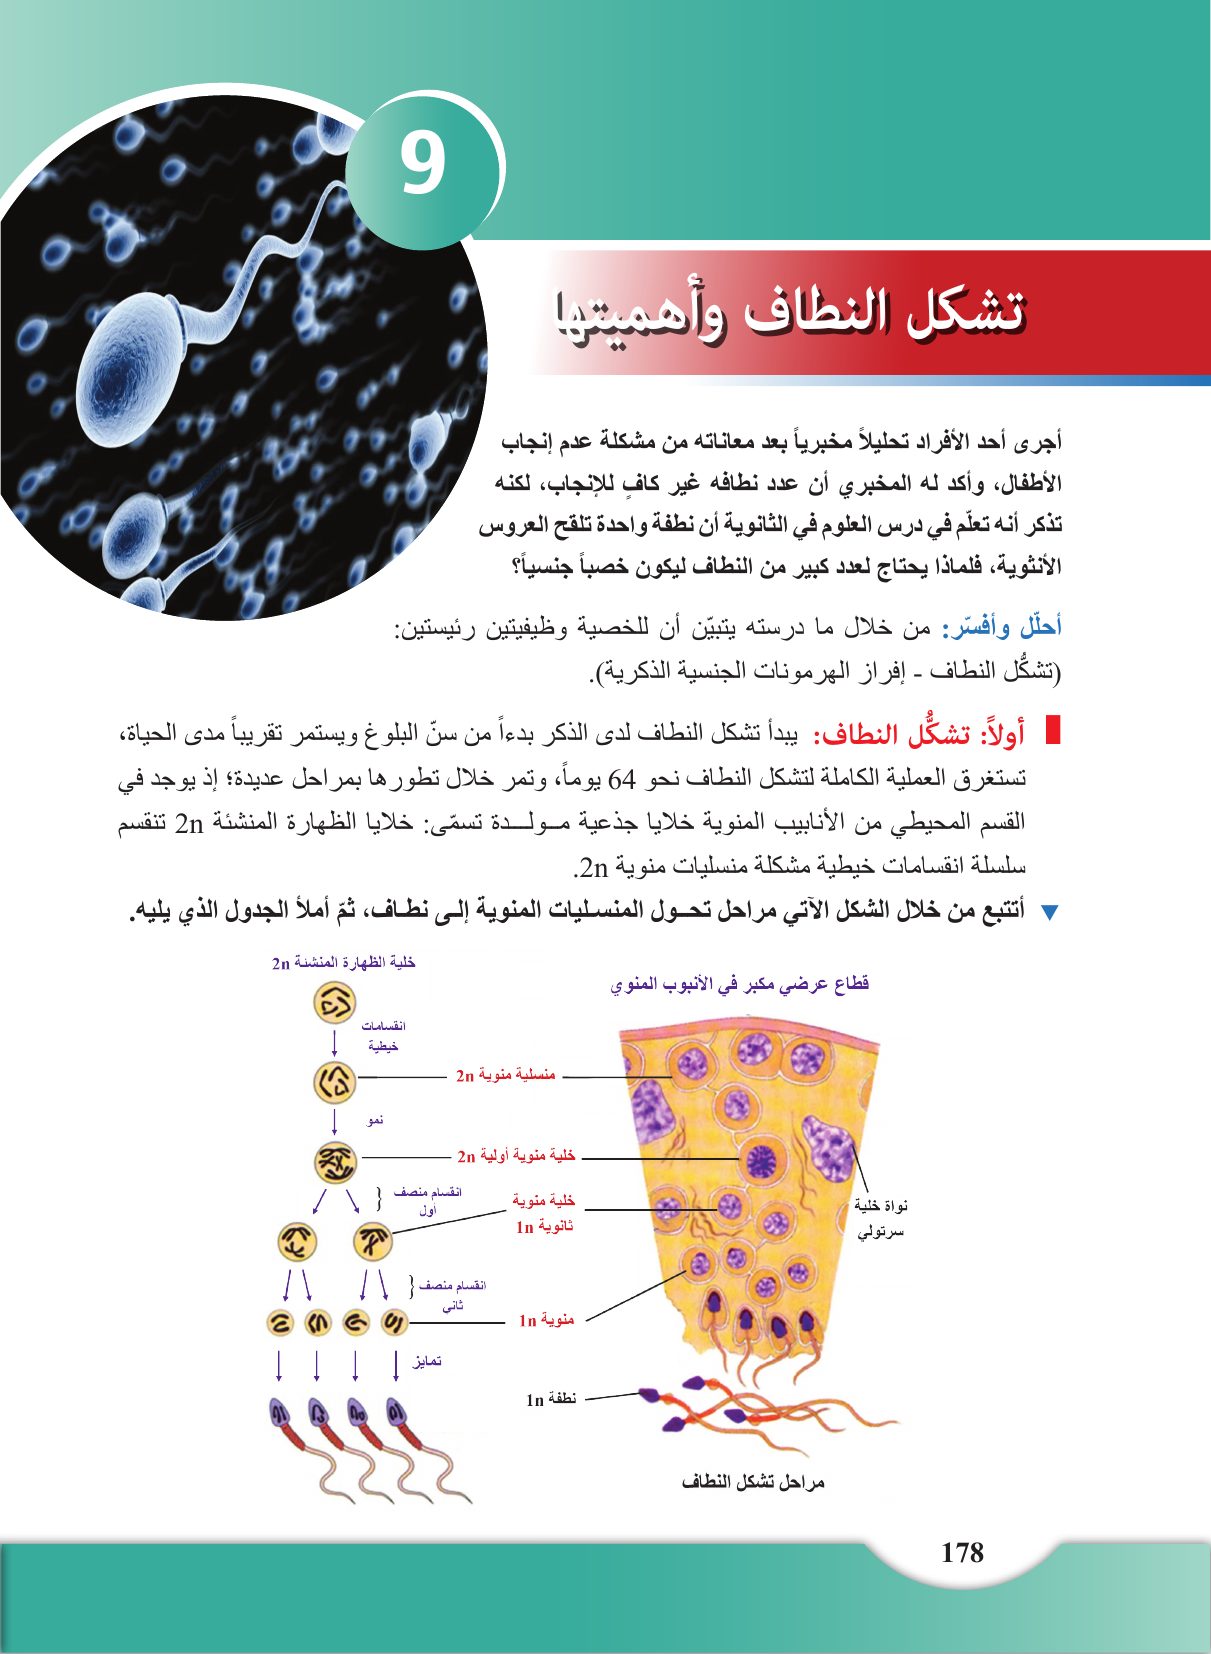 9
تشكل النطاف وأهميتها
أجرى أحد الأفراد تحليلاً مخبرياً بعد معاناته من مشكلة عدم إنجاب
الأطفال، وأكد له المخبري أن عدد نطافه غير كافٍ للإنجاب، لكنه
تذكر أنه تعلّم في درس العلوم في الثانوية أن نطفة واحدة تلقح العروس
الأنثوية، فلماذا يحتاج لعدد كبير من النطاف ليكون خصباً جنسياً؟
أحلّل وأفسّر: من خلال ما درسته يتبيّن أن للخصية وظيفيتين رئيستين:
(تشكُّل النطاف - إفراز الهرمونات الجنسية الذكرية).
أولاً: تشكُّل النطاف: يبدأ تشكل النطاف لدى الذكر بدءاً من سنّ البلوغ ويستمر تقريباً مدى الحياة،
تستغرق العملية الكاملة لتشكل النطاف نحو 64 يوماً، وتمر خلال تطورها بمراحل عديدة؛ إذ يوجد في
القسم المحيطي من الأنابيب المنوية خلايا جذعية مـولـــدة تسمّى: خلايا الظهارة المنشئة 2n تنقسم
سلسلة انقسامات خيطية مشكلة منسليات منوية 2n.
▼ أتتبع من خلال الشكل الآتي مراحل تحــول المنسـليات المنوية إلـى نطـاف، ثمّ أملأ الجدول الذي يليه.
خلية الظهارة المنشئة 2n
قطاع عرضي مكبر في الأنبوب المنوي
انقسامات
خيطية
منسلية منوية 2n
نمو
خلية منوية أولية 2n
انقسام منصف
أول
خلية منوية
ثانوية 1n
نواة خلية
سرتولي
انقسام منصف
ثاني
منوية 1n
تمايز
نطفة 1n
مراحل تشكل النطاف
178